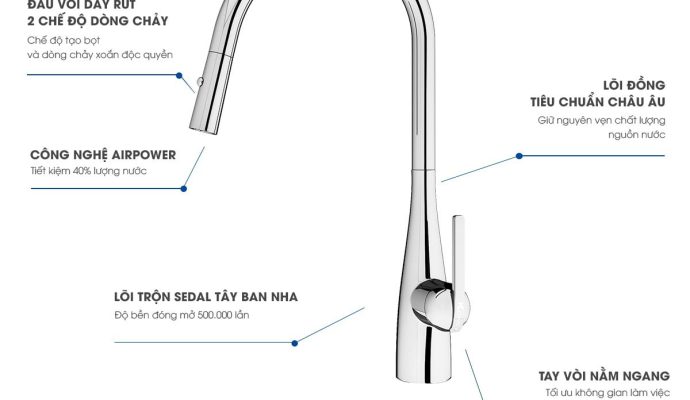 ĐẦU VÒI DÂY RÚT
2 CHẾ ĐỘ DÒNG CHẢY
Chế độ tạo bọt
và dòng chảy xoắn độc quyền
LÕI ĐỒNG
TIÊU CHUẨN CHÂU ÂU
Giữ nguyên vẹn chất lượng
nguồn nước
CÔNG NGHỆ AIRPOWER
Tiết kiệm 40% lượng nước
LÕI TRỘN SEDAL TÂY BAN NHA
Độ bền đóng mở 500.000 lần
TAY VÒI NẰM NGANG
Tối ưu không gian làm việc